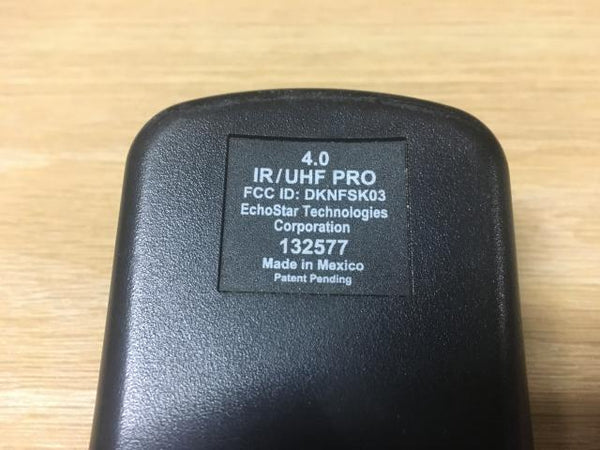 4.0
IR/UHF PRO
FCC ID: DKNFSK03
EchoStar Technologies
Corporation
132577
Made in Mexico
Patent Pending